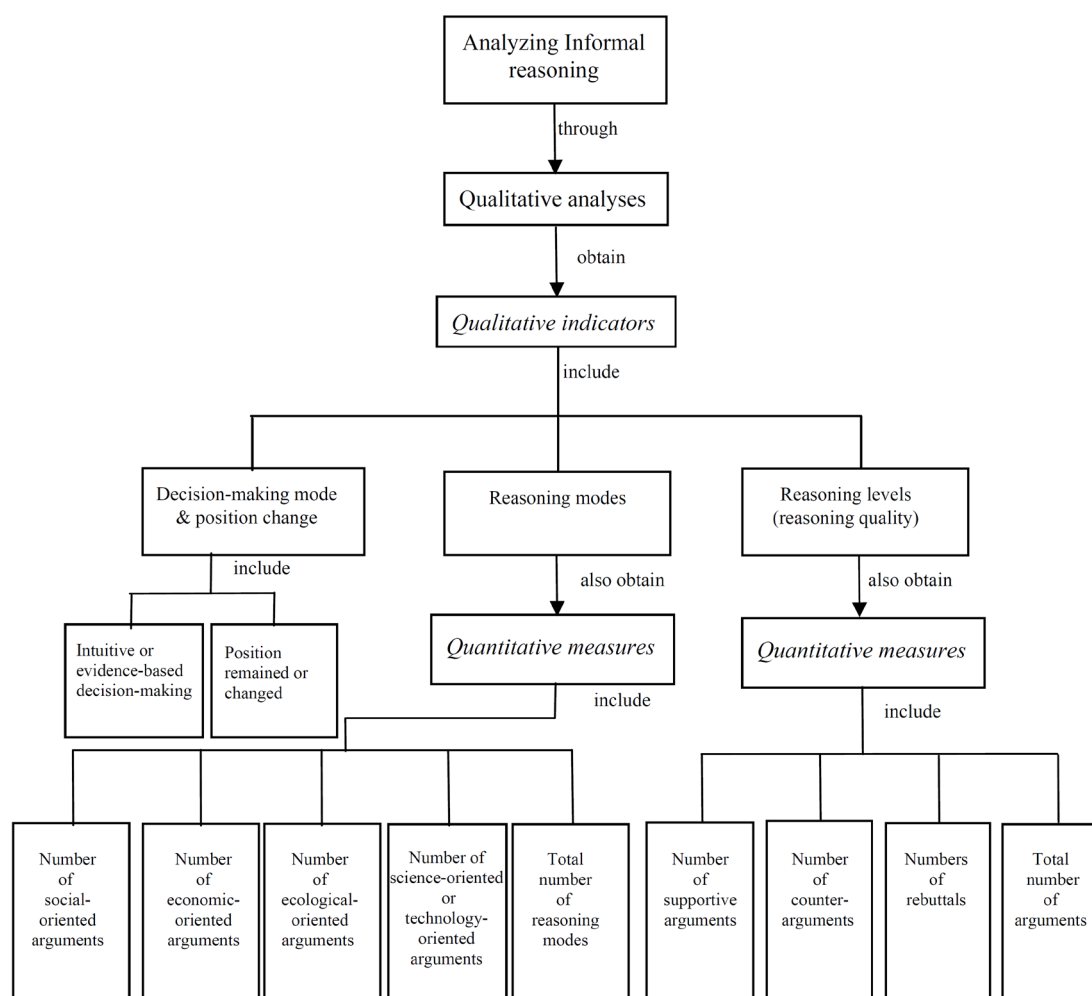 Analyzing Informal
reasoning
through
Qualitative analyses
obtain
Qualitative indicators
include
Decision-making mode
& position change
Reasoning modes
Reasoning levels
(reasoning quality)
include
also obtain
also obtain
Intuitive or
evidence-based
decision-making
Position
remained or
changed
Quantitative measures
Quantitative measures
include
include
Number
of
social-
oriented
arguments
Number
of
economic-
oriented
arguments
Number
of
ecological-
oriented
arguments
Number of
science-oriented
or
technology-
oriented
arguments
Total
number
of
reasoning
modes
Number
of
supportive
arguments
Number
of
counter-
arguments
Numbers
of
rebuttals
Total
number
of
arguments